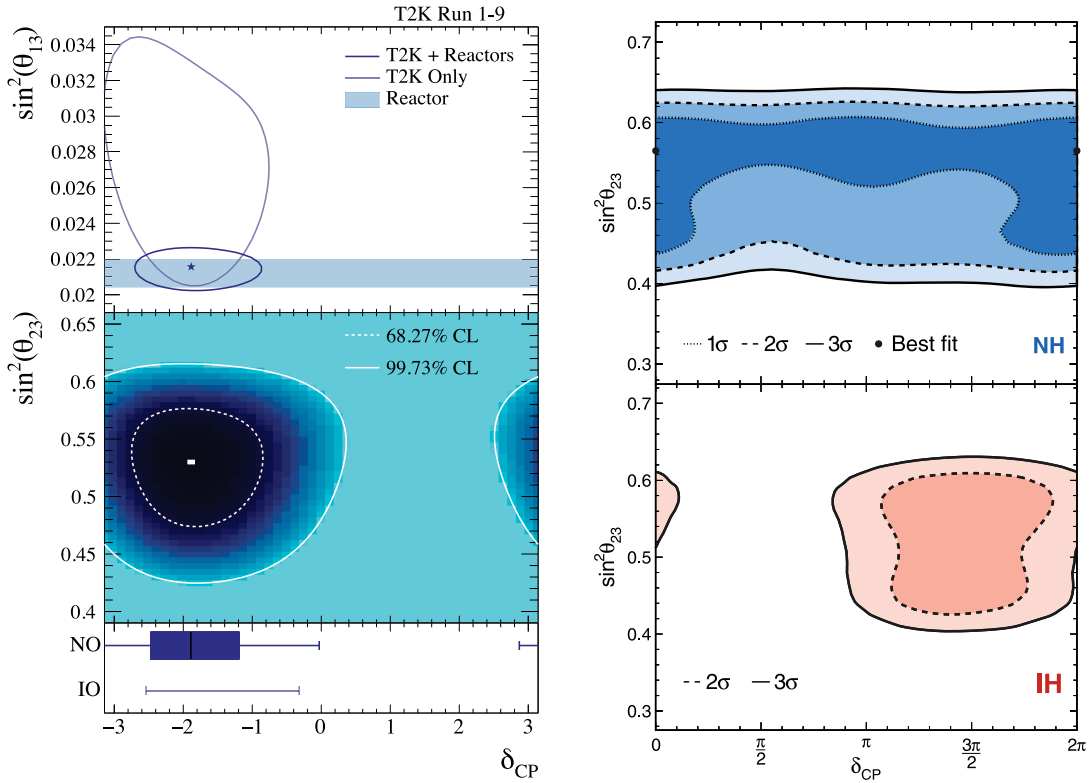 T2K Run 1-9
sin²(θ₁₃)
0.034
0.032
0.03
0.028
0.026
0.024
0.022
0.02
T2K + Reactors
T2K Only
Reactor
sin²(θ₂₃)
0.65
0.6
0.55
0.5
0.45
0.4
68.27% CL
99.73% CL
NO
IO
−3 −2 −1 0 1 2 3
δCP
sin²θ₂₃
0.7
0.6
0.5
0.4
0.3
1σ 2σ 3σ Best fit
NH
sin²θ₂₃
0.7
0.6
0.5
0.4
0.3
2σ 3σ
IH
0 π/2 π 3π/2 2π
δCP